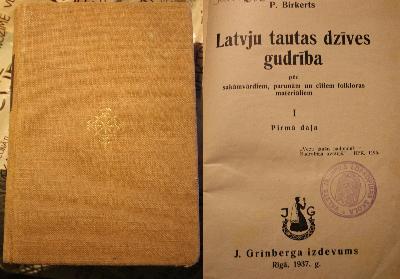 P. Birkerts
Latvju tautas dzīves
gudrība
pēc
sakāmvārdiem, parunām un citiem folkloras
materiāliem
I
Pirmā daļa
J G
J. Grīnberga izdevums
Rīgā, 1937. g.